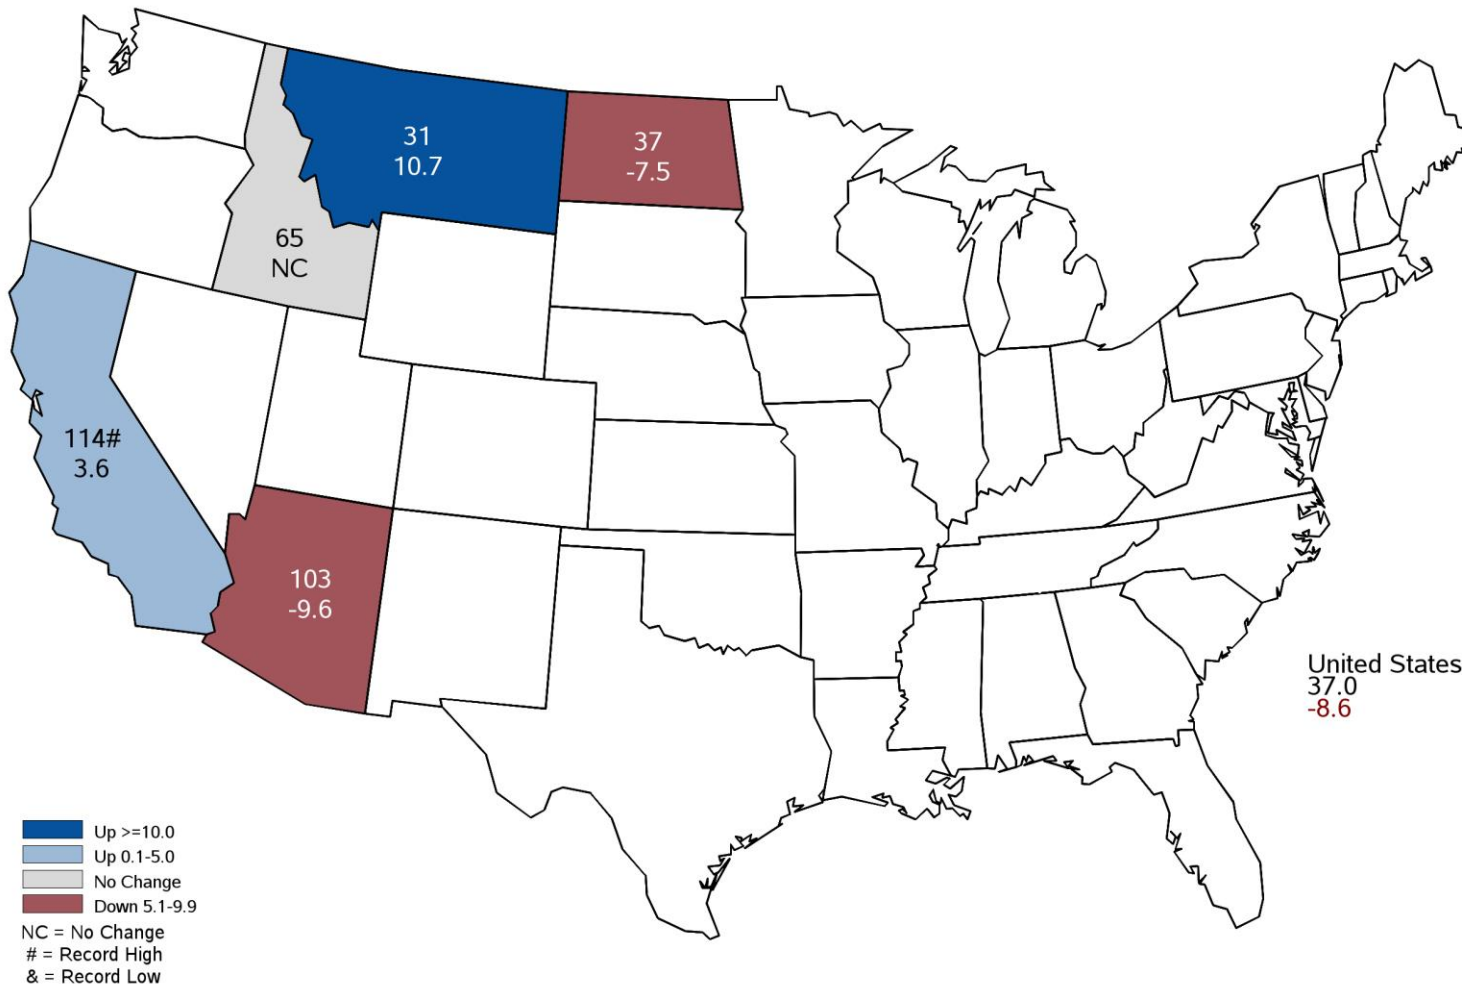 31
10.7
37
-7.5
65
NC
114#
3.6
103
-9.6
United States
37.0
-8.6
Up >=10.0
Up 0.1-5.0
No Change
Down 5.1-9.9
NC = No Change
# = Record High
& = Record Low